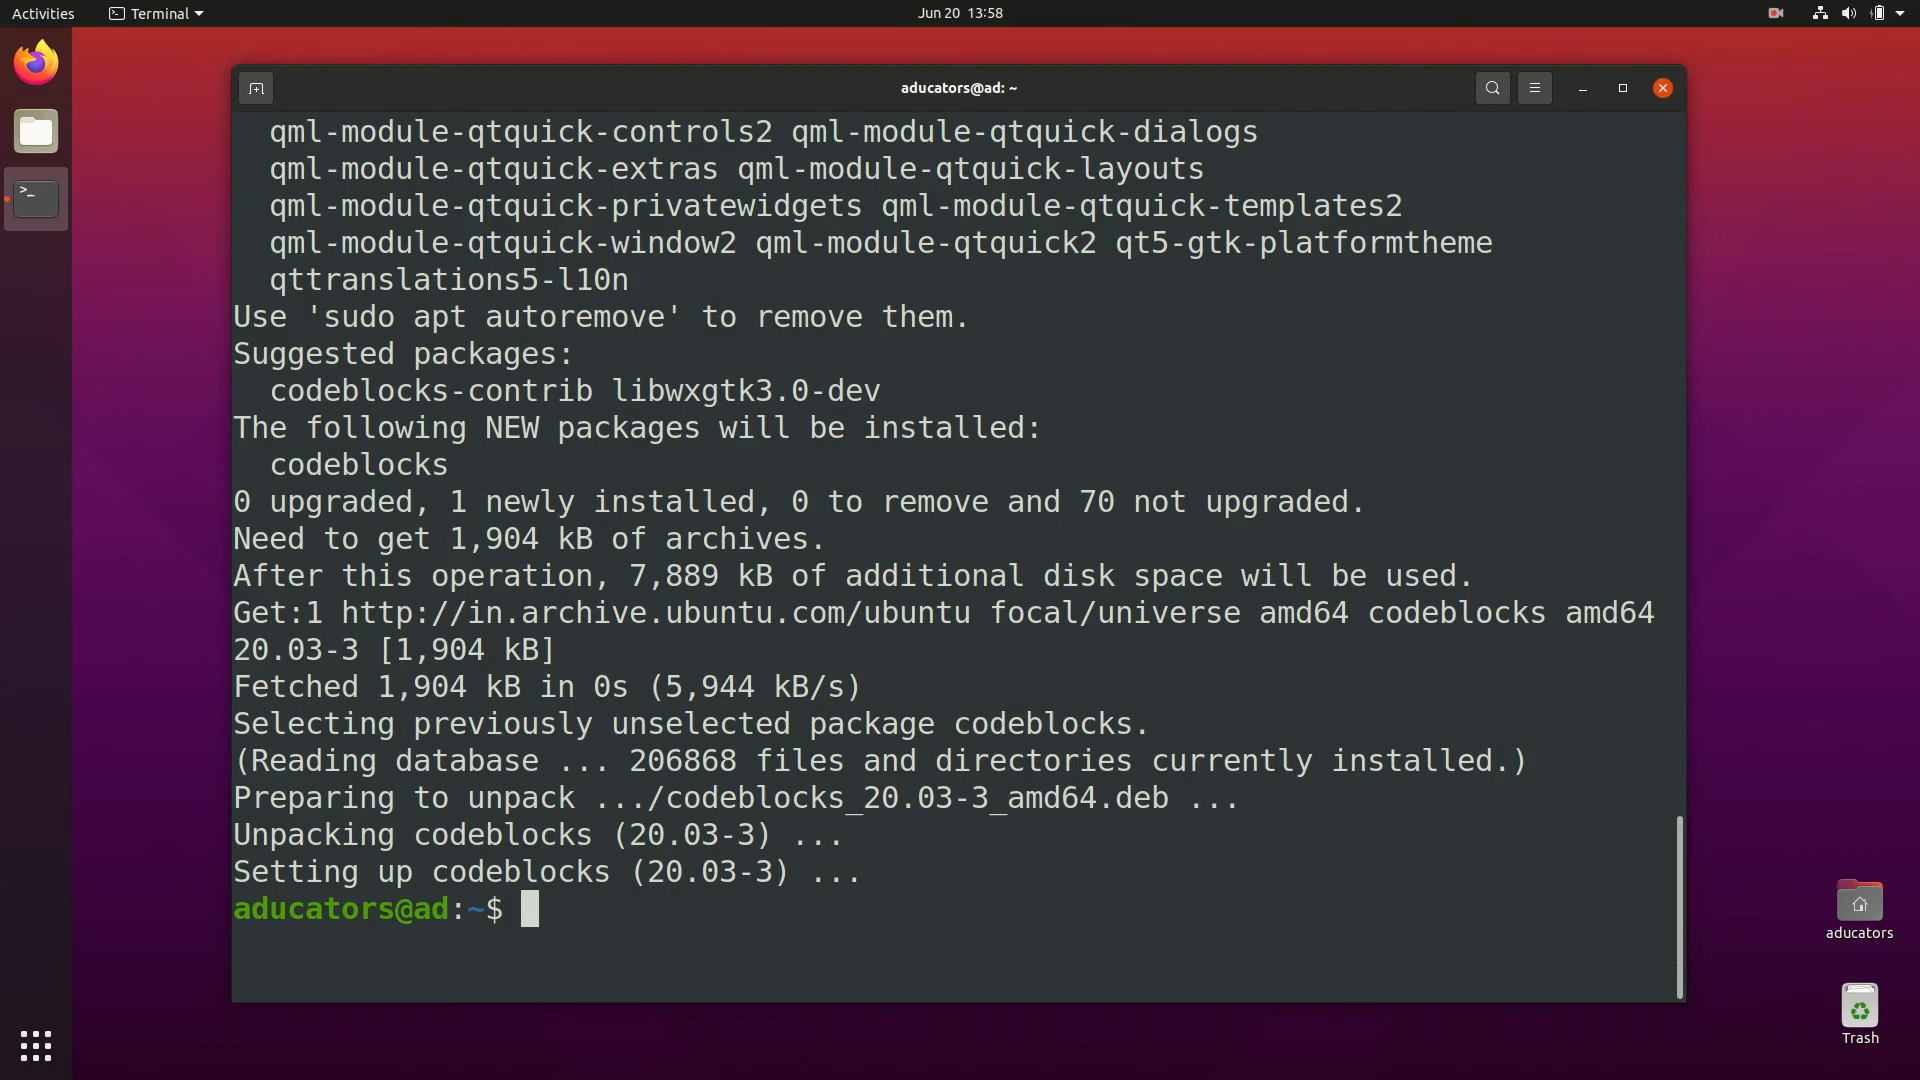 Activities
Terminal
Jun 20 13:58
aducators@ad: ~
qml-module-qtquick-controls2 qml-module-qtquick-dialogs
qml-module-qtquick-extras qml-module-qtquick-layouts
qml-module-qtquick-privatewidgets qml-module-qtquick-templates2
qml-module-qtquick-window2 qml-module-qtquick2 qt5-gtk-platformtheme
qttranslations5-l10n
Use 'sudo apt autoremove' to remove them.
Suggested packages:
codeblocks-contrib libwxgtk3.0-dev
The following NEW packages will be installed:
codeblocks
0 upgraded, 1 newly installed, 0 to remove and 70 not upgraded.
Need to get 1,904 kB of archives.
After this operation, 7,889 kB of additional disk space will be used.
Get:1 http://in.archive.ubuntu.com/ubuntu focal/universe amd64 codeblocks amd64
20.03-3 [1,904 kB]
Fetched 1,904 kB in 0s (5,944 kB/s)
Selecting previously unselected package codeblocks.
(Reading database ... 206868 files and directories currently installed.)
Preparing to unpack .../codeblocks_20.03-3_amd64.deb ...
Unpacking codeblocks (20.03-3) ...
Setting up codeblocks (20.03-3) ...
aducators@ad:~$
aducators
Trash